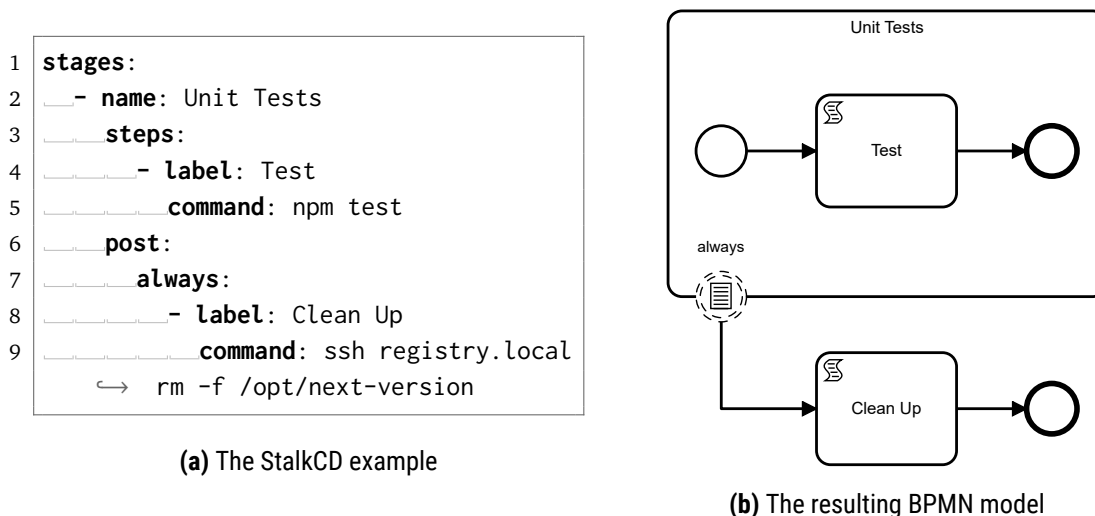 1 stages:
2 - name: Unit Tests
3 steps:
4 - label: Test
5 command: npm test
6 post:
7 always:
8 - label: Clean Up
9 command: ssh registry.local
↪ rm -f /opt/next-version
(a) The StalkCD example
Unit Tests
Test
always
Clean Up
(b) The resulting BPMN model